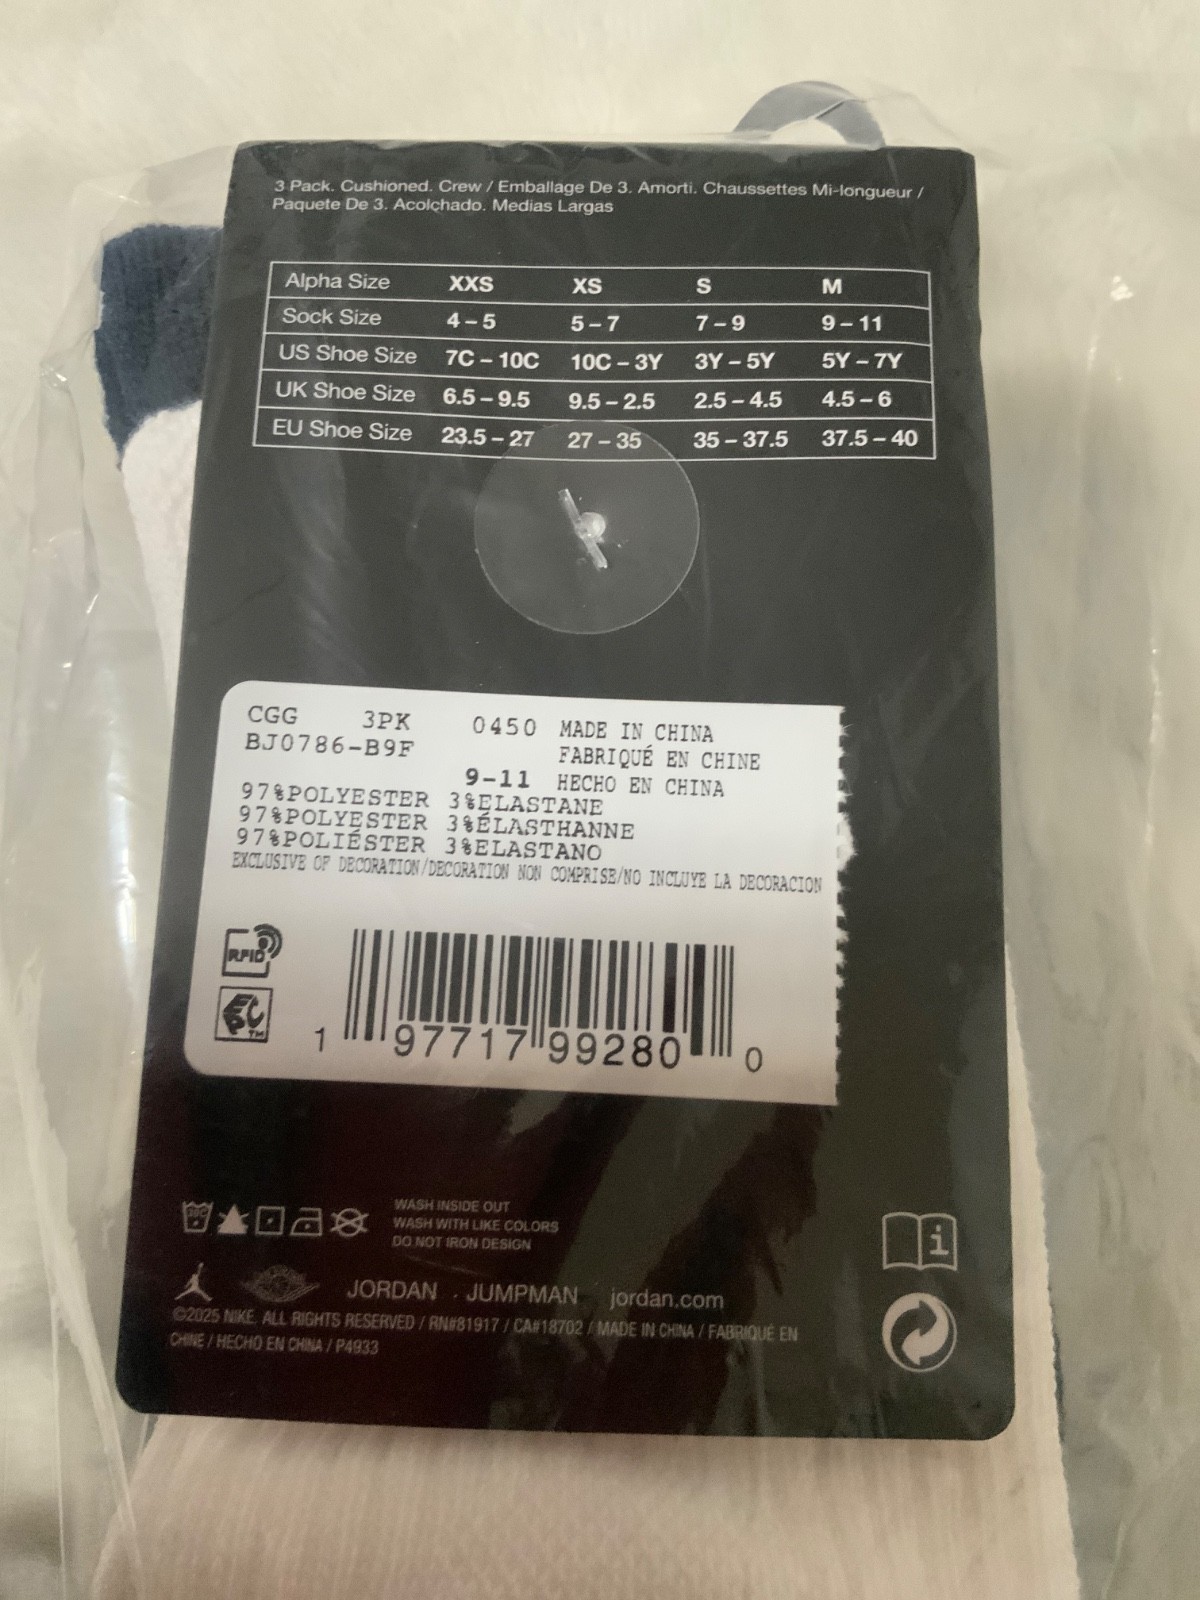 3 Pack. Cushioned. Crew / Emballage De 3. Amorti. Chaussettes Mi-longueur /
Paquete De 3. Acolchado. Medias Largas
Alpha Size XXS XS S M
Sock Size 4 – 5 5 – 7 7 – 9 9 – 11
US Shoe Size 7C – 10C 10C – 3Y 3Y – 5Y 5Y – 7Y
UK Shoe Size 6.5 – 9.5 9.5 – 2.5 2.5 – 4.5 4.5 – 6
EU Shoe Size 23.5 – 27 27 – 35 35 – 37.5 37.5 – 40
CGG 3PK 0450 MADE IN CHINA
BJ0786-B9F FABRIQUÉ EN CHINE
9-11 HECHO EN CHINA
97%POLYESTER 3%ELASTANE
97%POLYESTER 3%ÉLASTHANNE
97%POLIÉSTER 3%ELASTANO
EXCLUSIVE OF DECORATION/DECORATION NON COMPRISE/NO INCLUYE LA DECORACION
RFID
EPC TM
1 97717 99280 0
WASH INSIDE OUT
WASH WITH LIKE COLORS
DO NOT IRON DESIGN
JORDAN . JUMPMAN jordan.com
©2025 NIKE. ALL RIGHTS RESERVED / RN#81917 / CA#18702 / MADE IN CHINA / FABRIQUÉ EN
CHINE / HECHO EN CHINA / P4933